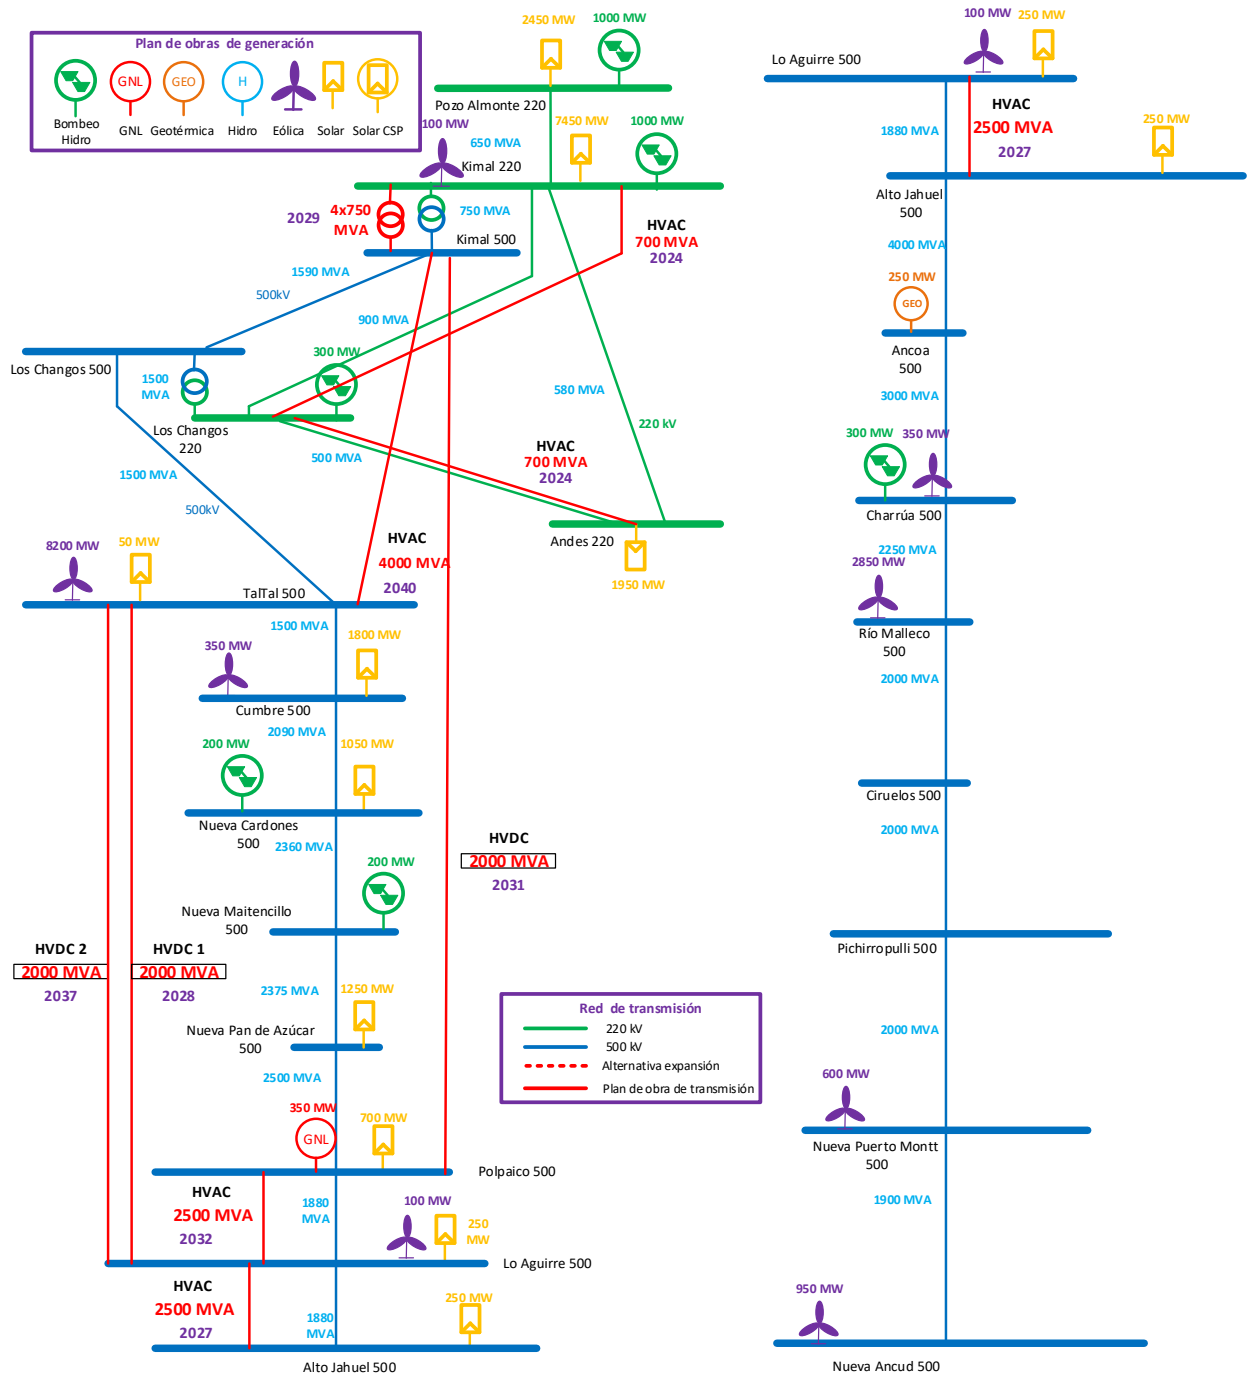 Plan de obras de generación
GNL
GEO
H
Bombeo
Hidro
GNL
Geotérmica
Hidro
Eólica
Solar
Solar CSP
2450 MW
1000 MW
Pozo Almonte 220
100 MW
650 MVA
7450 MW
1000 MW
Kimal 220
2029
4x750
MVA
750 MVA
Kimal 500
HVAC
700 MVA
2024
1590 MVA
500kV
900 MVA
Los Changos 500
1500
MVA
300 MW
Los Changos
220
580 MVA
220 kV
500 MVA
HVAC
700 MVA
2024
1500 MVA
500kV
Andes 220
1950 MW
HVAC
4000 MVA
2040
8200 MW
50 MW
TalTal 500
1500 MVA
350 MW
1800 MW
Cumbre 500
2090 MVA
200 MW
1050 MW
Nueva Cardones
500
2360 MVA
HVDC
2000 MVA
2031
200 MW
Nueva Maitencillo
500
HVDC 2
2000 MVA
2037
HVDC 1
2000 MVA
2028
2375 MVA
1250 MW
Nueva Pan de Azúcar
500
2500 MVA
Red de transmisión
220 kV
500 kV
Alternativa expansión
Plan de obra de transmisión
350 MW
GNL
700 MW
Polpaico 500
HVAC
2500 MVA
2032
1880
MVA
100 MW
250
MW
Lo Aguirre 500
HVAC
2500 MVA
2027
1880
MVA
250 MW
Alto Jahuel 500
100 MW
250 MW
Lo Aguirre 500
1880 MVA
HVAC
2500 MVA
2027
250 MW
Alto Jahuel
500
4000 MVA
250 MW
GEO
Ancoa
500
3000 MVA
300 MW
350 MW
Charrúa 500
2250 MVA
2850 MW
Río Malleco
500
2000 MVA
Ciruelos 500
2000 MVA
Pichirropulli 500
2000 MVA
600 MW
Nueva Puerto Montt
500
1900 MVA
950 MW
Nueva Ancud 500